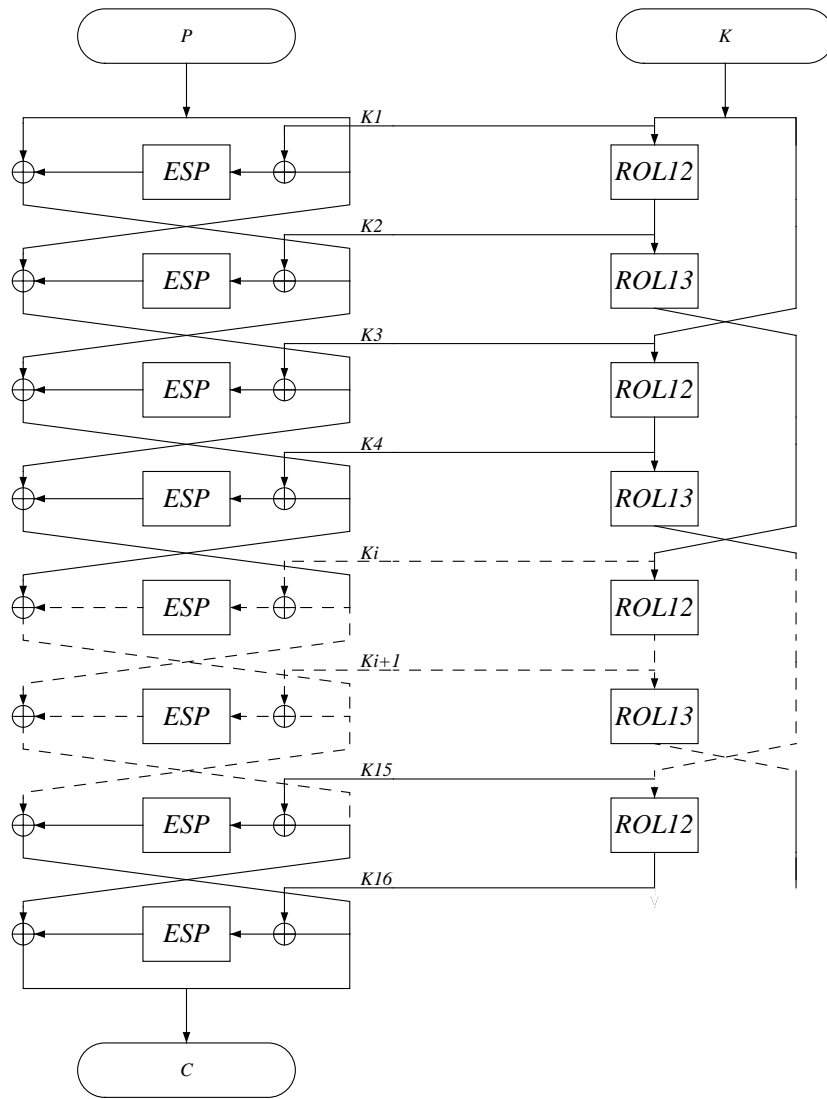 P K
K1
ESP ROL12
K2
ESP ROL13
K3
ESP ROL12
K4
ESP ROL13
Ki
ESP ROL12
Ki+1
ESP ROL13
K15
ESP ROL12
K16
ESP
C